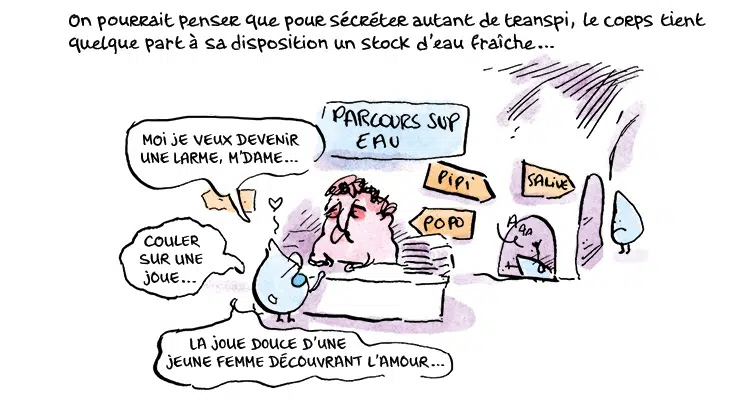 On pourrait penser que pour sécréter autant de transpi, le corps tient
quelque part à sa disposition un stock d'eau fraîche...
PARCOURS SUP
EAU
MOI JE VEUX DEVENIR
UNE LARME, M'DAME...
PIPI
SALIVE
POPO
COULER
SUR UNE
JOUE...
LA JOUE DOUCE D'UNE
JEUNE FEMME DÉCOUVRANT L'AMOUR...